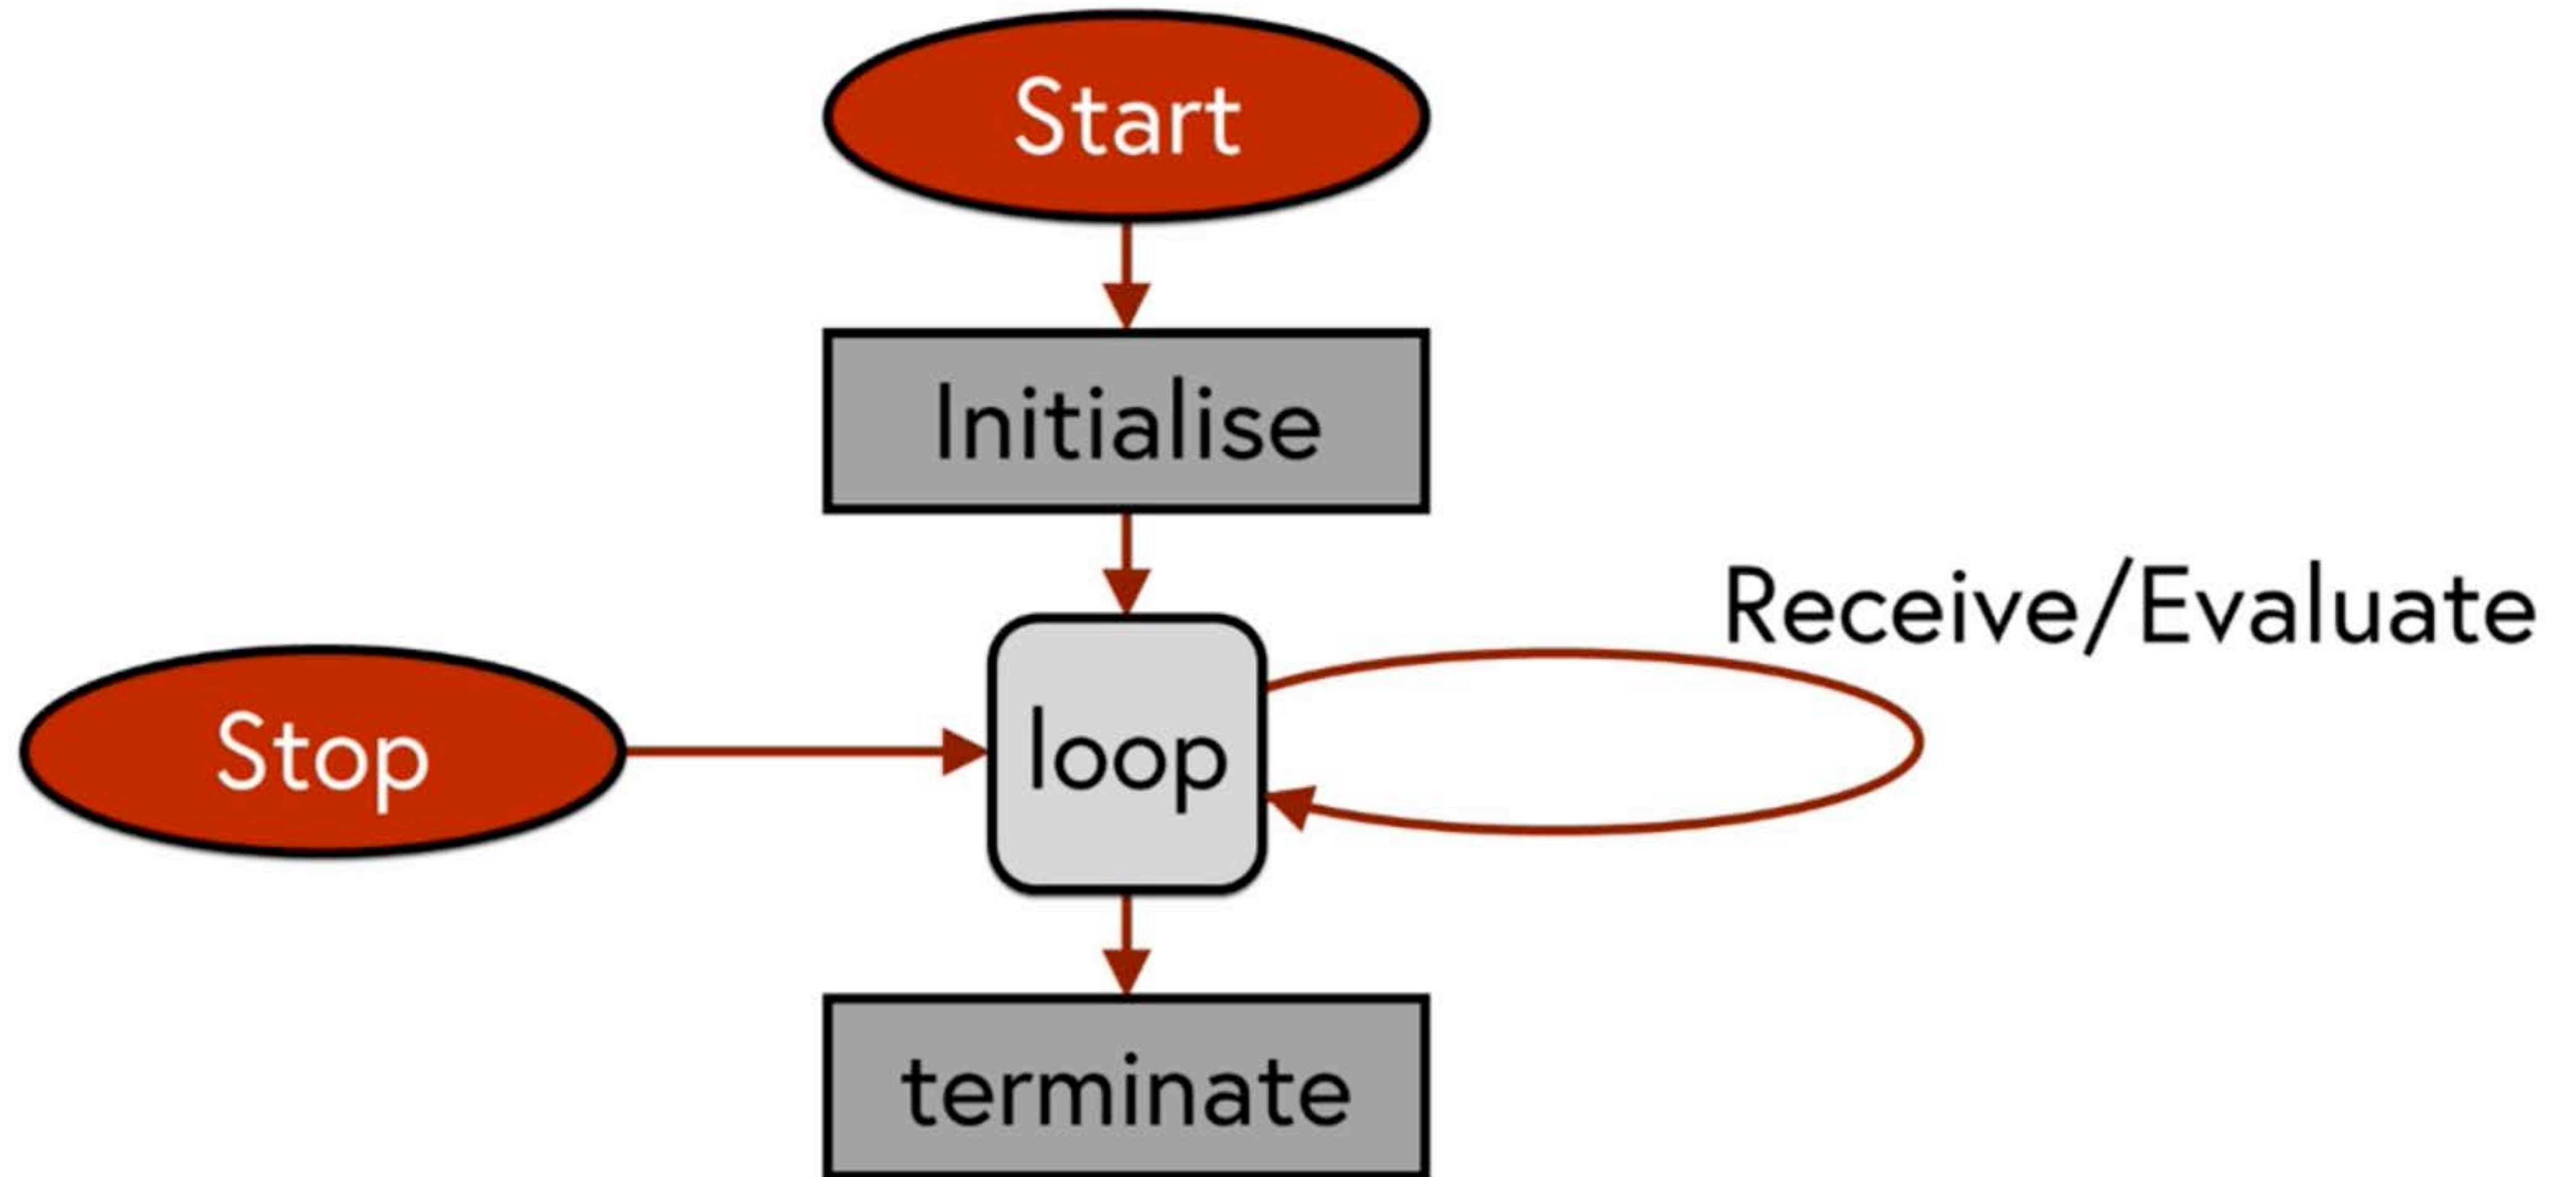 Start
Initialise
Receive/Evaluate
Stop
loop
terminate